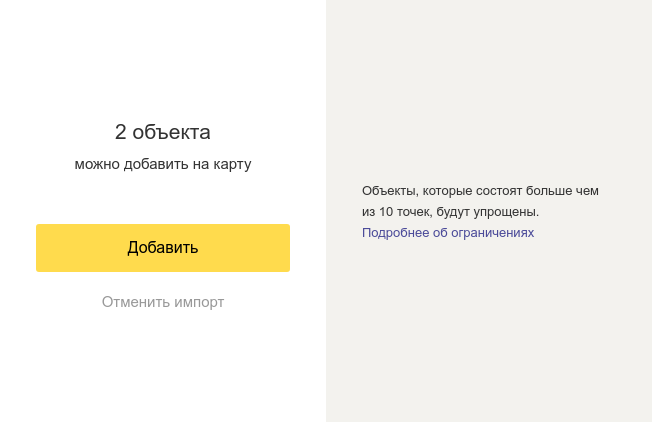 2 объекта
можно добавить на карту
Добавить
Отменить импорт
Объекты, которые состоят больше чем
из 10 точек, будут упрощены.
Подробнее об ограничениях